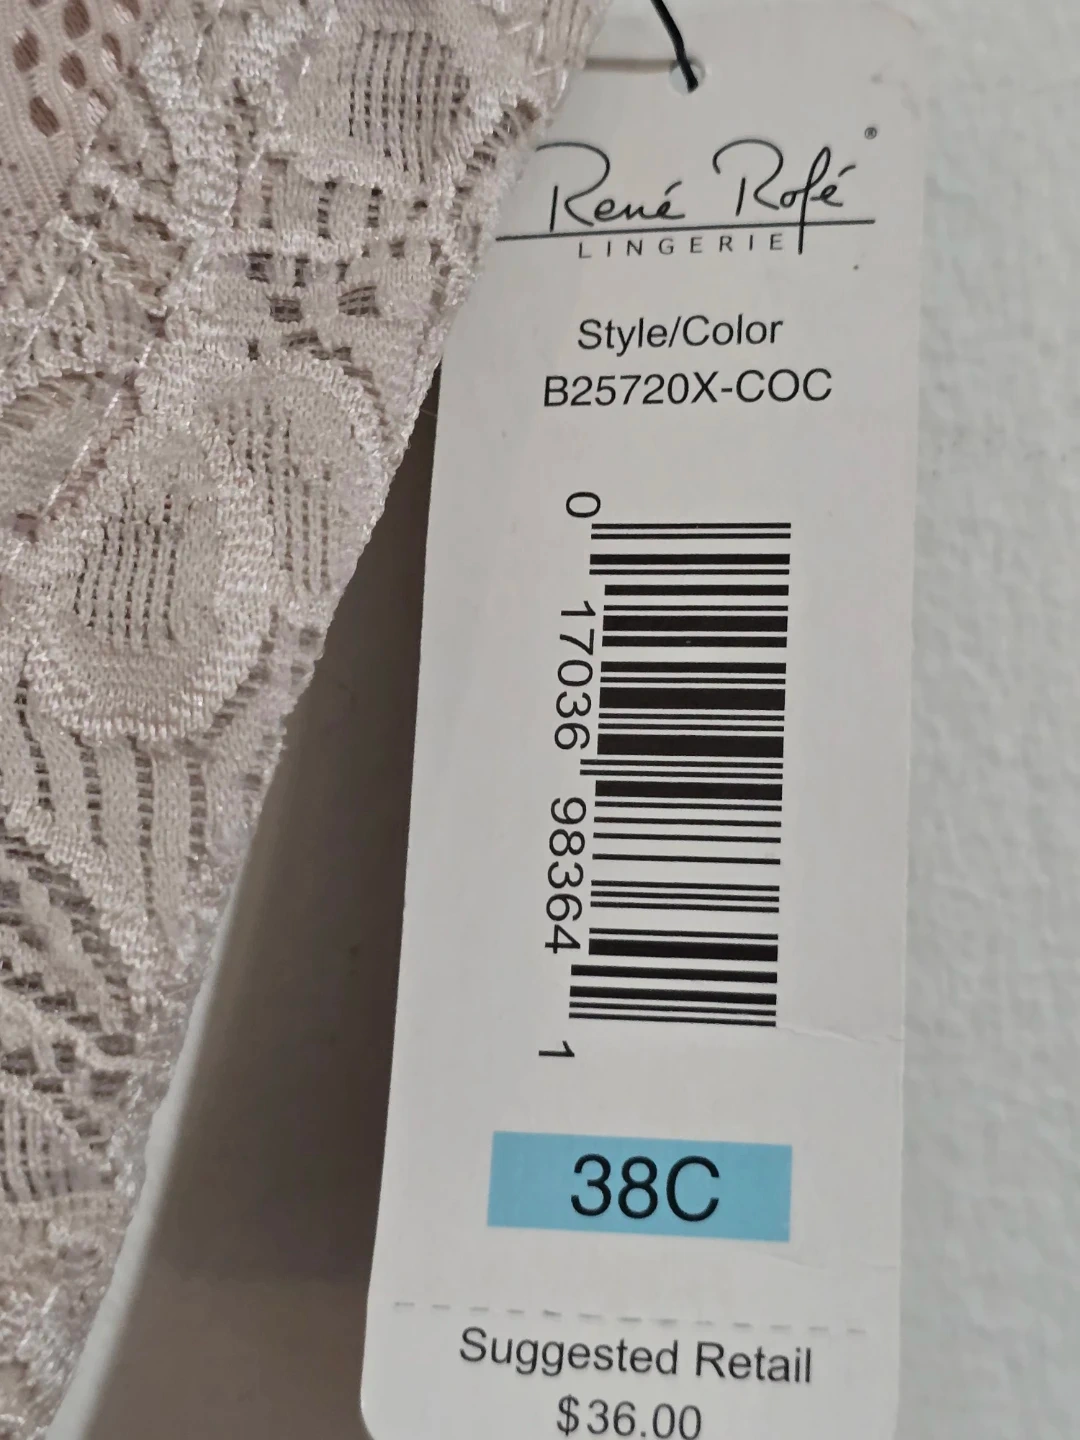 René Rofé®
LINGERIE
Style/Color
B25720X-COC
0 17036 98364 1
38C
Suggested Retail
$36.00